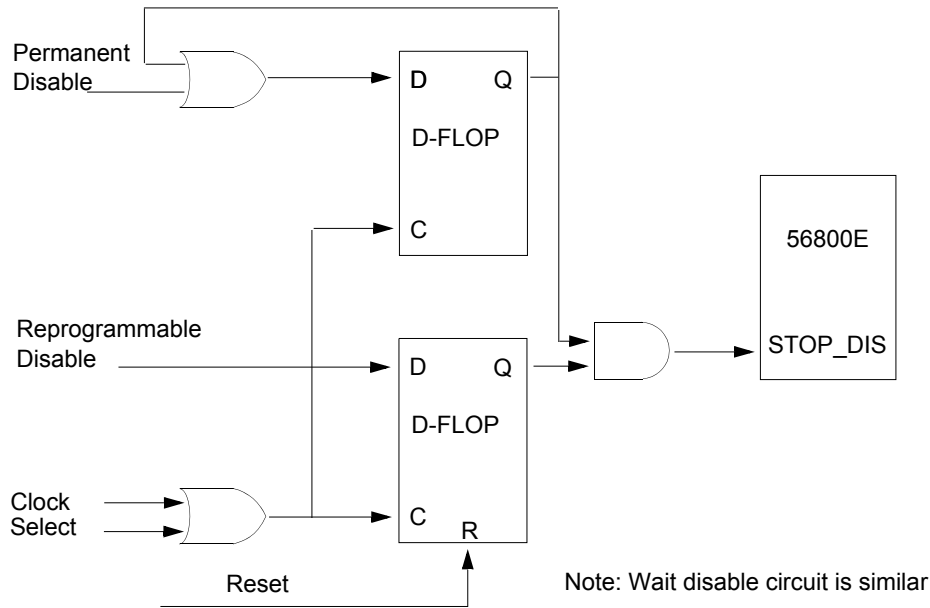 Permanent
Disable
D
Q
D-FLOP
C
56800E
STOP_DIS
Reprogrammable
Disable
D
Q
D-FLOP
C
R
Clock
Select
Reset
Note: Wait disable circuit is similar